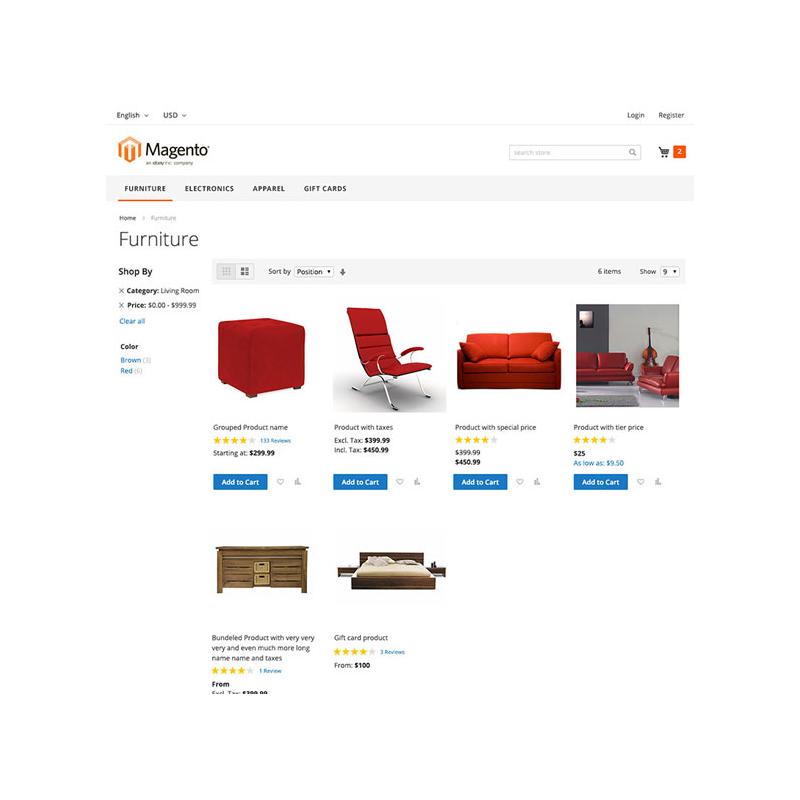 English USD Login Register
Magento
an ebay inc. company
search store
2
FURNITURE ELECTRONICS APPAREL GIFT CARDS
Home Furniture
Furniture
Shop By
Sort by Position 6 items Show 9
Category: Living Room
Price: $0.00 - $999.99
Clear all
Color
Brown (3)
Red (6)
Grouped Product name
133 Reviews
Starting at: $299.99
Add to Cart
Product with taxes
Excl. Tax: $399.99
Incl. Tax: $450.99
Add to Cart
Product with special price
$399.99
$450.99
Add to Cart
Product with tier price
$25
As low as: $9.50
Add to Cart
Bundeled Product with very very
very and even much more long
name name and taxes
1 Review
From
Excl. Tax: $399.99
Gift card product
3 Reviews
From: $100